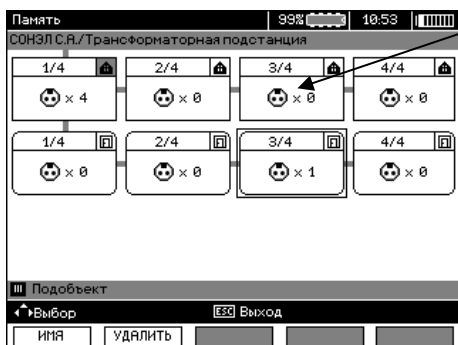 Память 99% 10:53
СОНЭЛ С.А./Трансформаторная подстанция
1/4 2/4 3/4 4/4
× 4 × 0 × 0 × 0
1/4 2/4 3/4 4/4
× 0 × 0 × 1 × 0
Подобъект
Выбор ESC Выход
ИМЯ УДАЛИТЬ